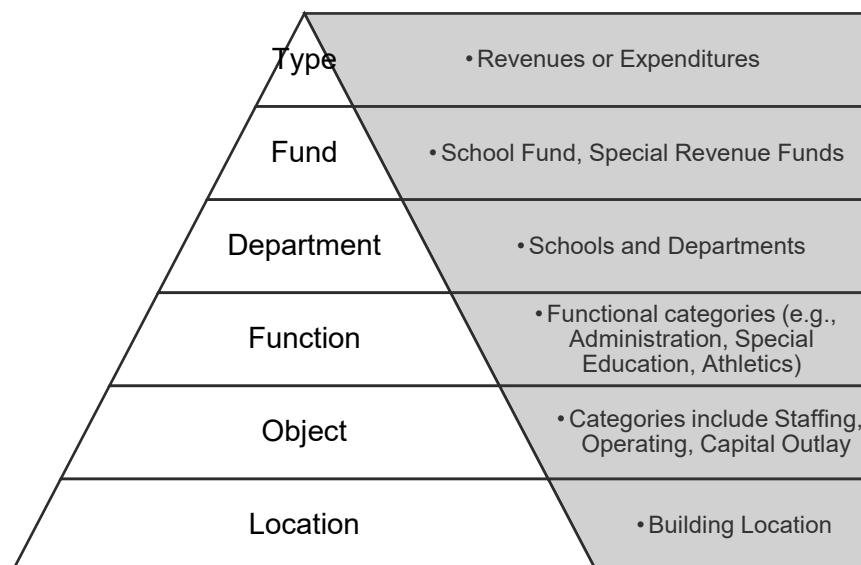 Type
• Revenues or Expenditures
Fund
• School Fund, Special Revenue Funds
Department
• Schools and Departments
Function
• Functional categories (e.g.,
Administration, Special
Education, Athletics)
Object
• Categories include Staffing,
Operating, Capital Outlay
Location
• Building Location